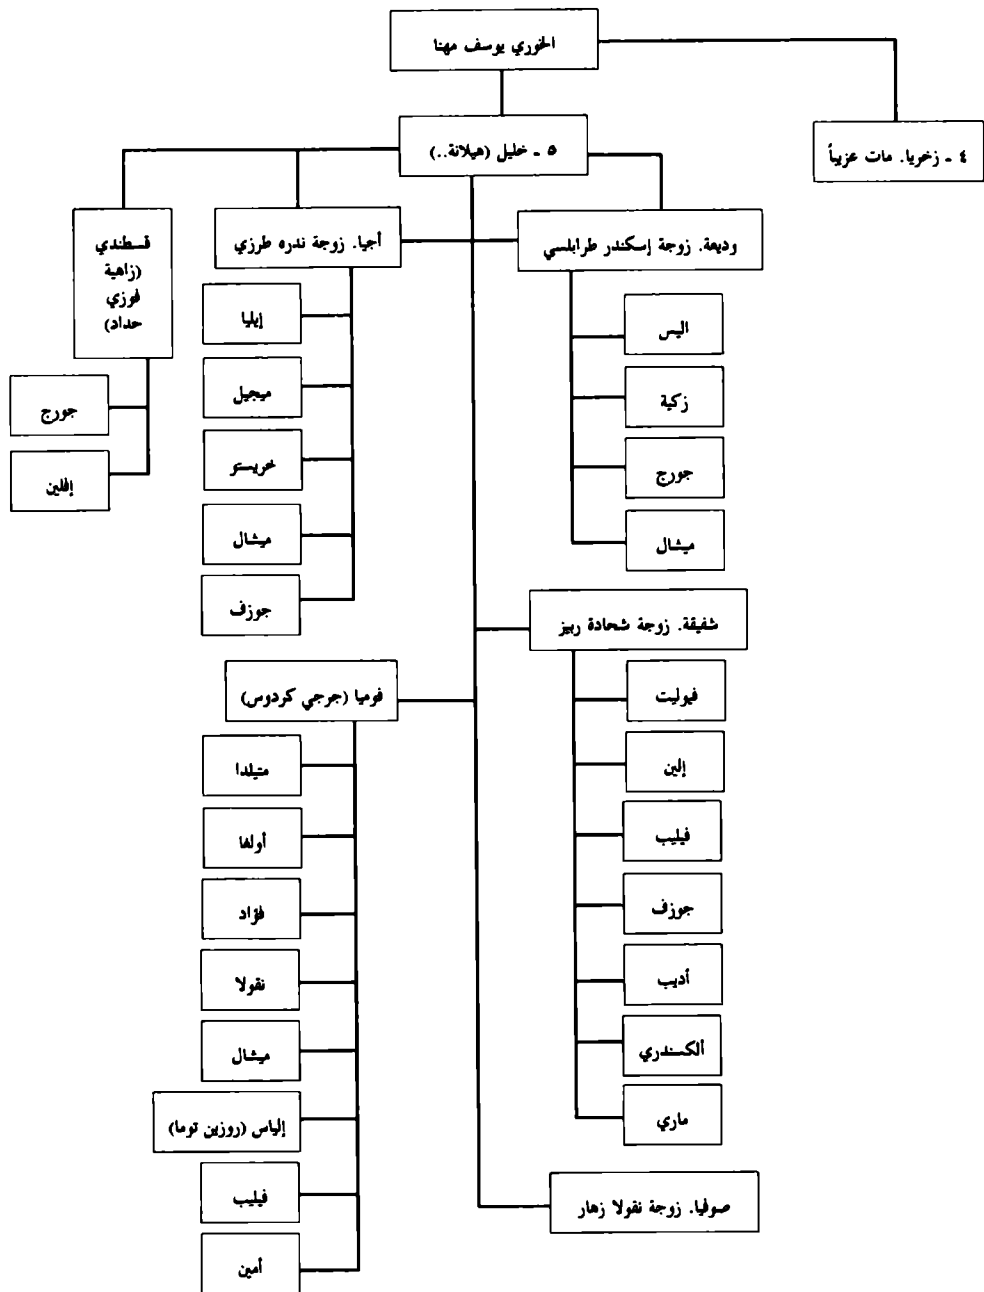 الخوري يوسف مهنا
٤ ـ زخريا. مات عزيباً
٥ ـ خليل (هيلانة..)
وديعة. زوجة إسكندر طرابلسي
أجيا. زوجة ندره طرزي
قسطندي
(زاهية
فوزي
حداد)
اليس
زكية
جورج
ميشال
إيليا
ميجيل
خريستو
ميشال
جوزف
جورج
إفلين
شفيقة. زوجة شحادة ربيز
فيوليت
إلين
فيليب
جوزف
أديب
ألكسندري
ماري
فوميا (جرجي كردوس)
متيلدا
أولغا
فؤاد
نقولا
ميشال
إلياس (روزين توما)
فيليب
أمين
صوفيا. زوجة نقولا زهار